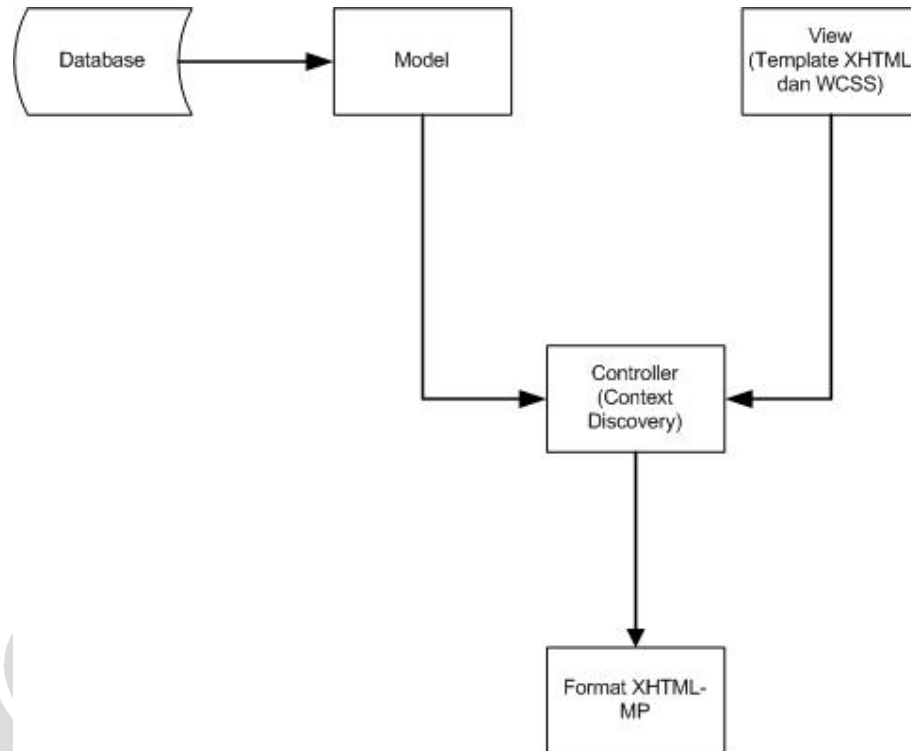 Database
Model
View
(Template XHTML
dan WCSS)
Controller
(Context
Discovery)
Format XHTML-
MP